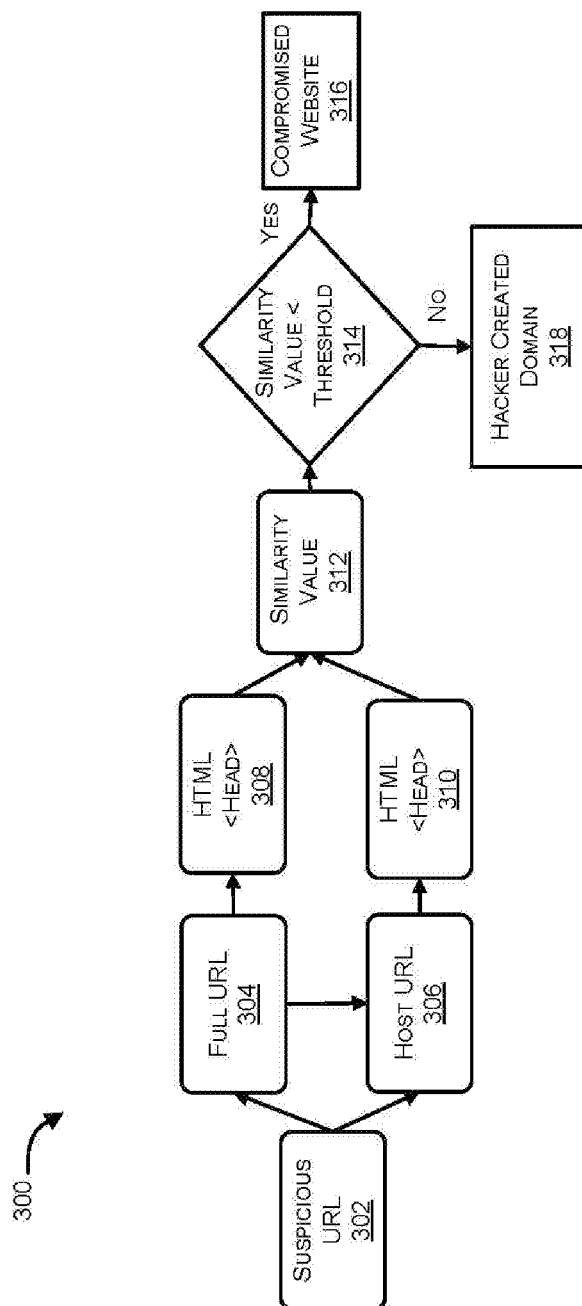 300
SUSPICIOUS
URL
302
FULL URL
304
HOST URL
306
HTML
<HEAD>
308
HTML
<HEAD>
310
SIMILARITY
VALUE
312
SIMILARITY
VALUE <
THRESHOLD
314
YES
NO
COMPROMISED
WEBSITE
316
HACKER CREATED
DOMAIN
318